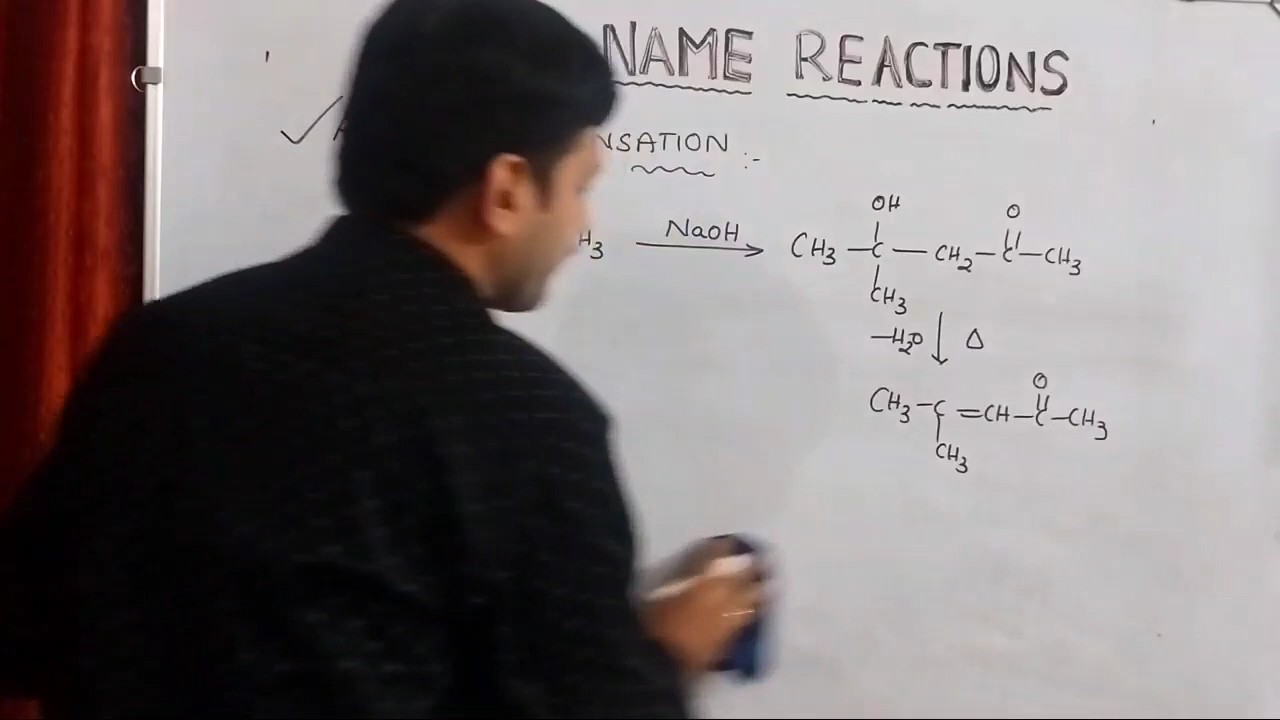 NAME REACTIONS
NSATION :-
H3 NaOH CH3 - C - CH2 - C - CH3
OH O
CH3
-H2O Δ
O
CH3 - C = CH - C - CH3
CH3